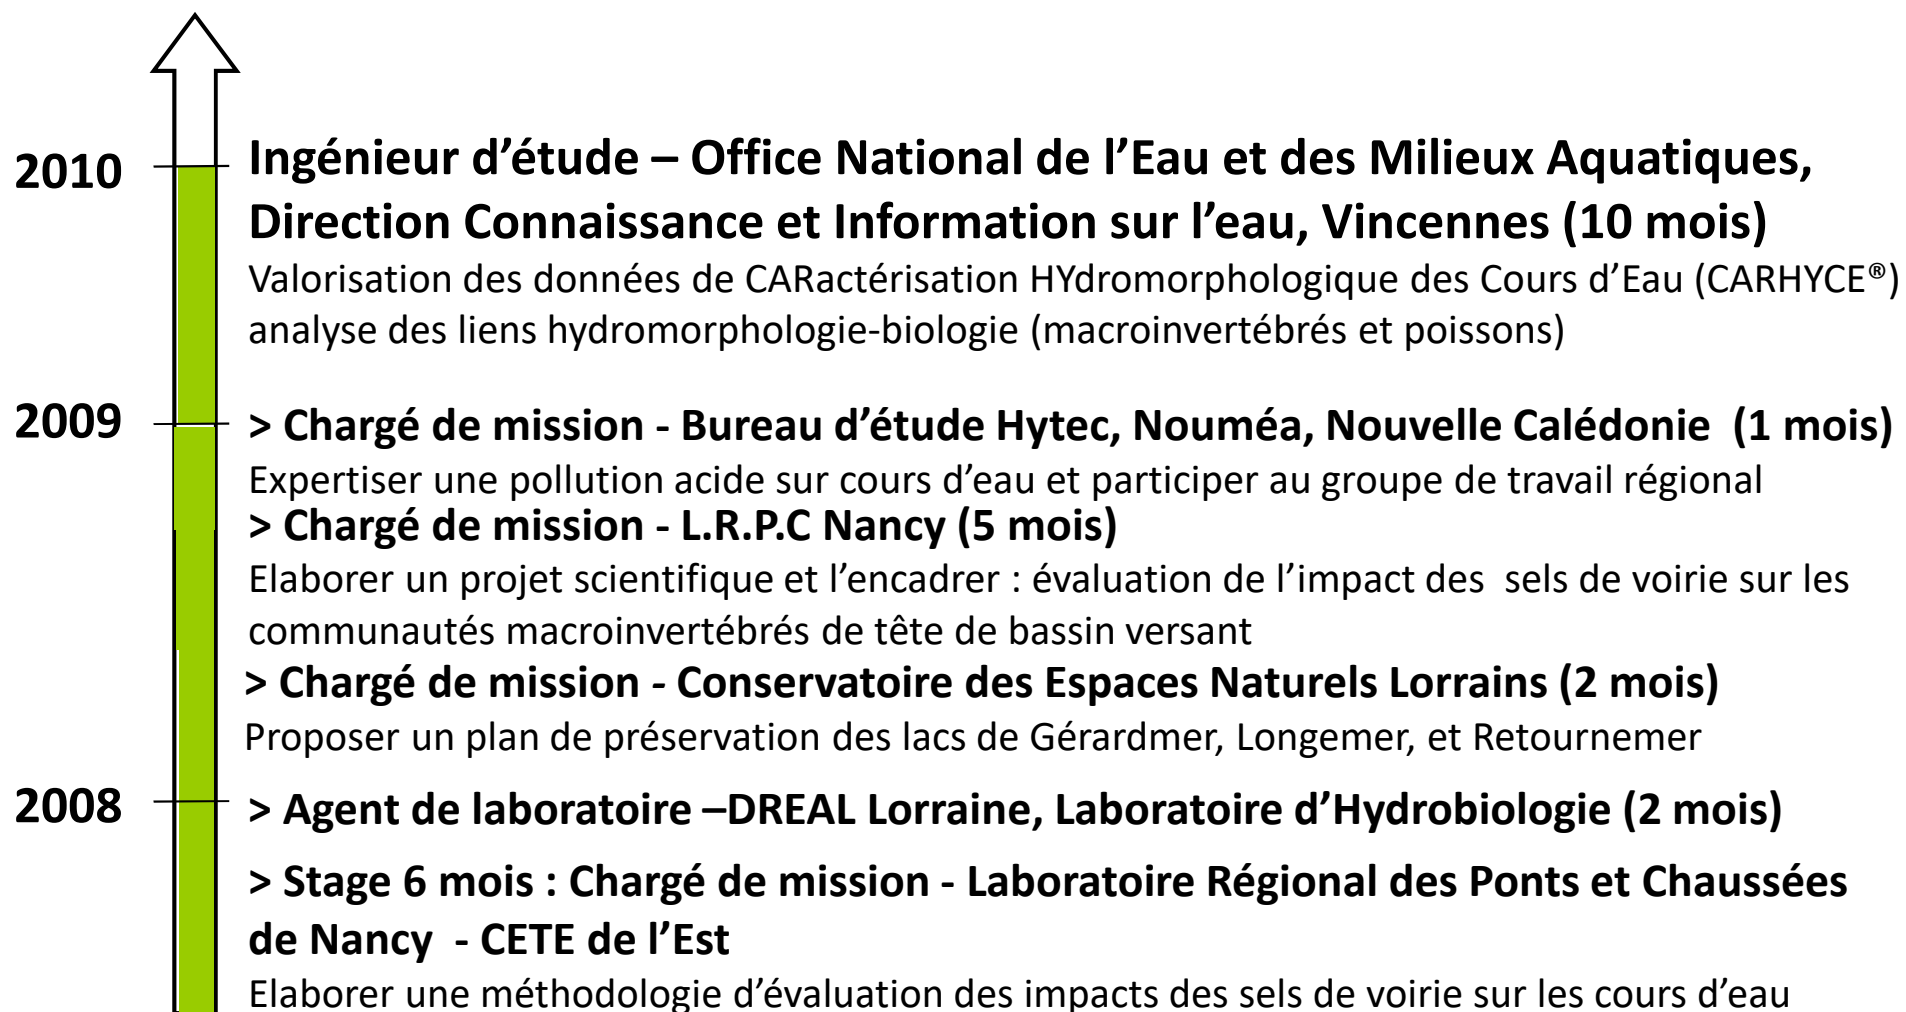 2010
Ingénieur d’étude – Office National de l’Eau et des Milieux Aquatiques,
Direction Connaissance et Information sur l’eau, Vincennes (10 mois)
Valorisation des données de CARactérisation HYdromorphologique des Cours d’Eau (CARHYCE®)
analyse des liens hydromorphologie-biologie (macroinvertébrés et poissons)
2009
> Chargé de mission - Bureau d’étude Hytec, Nouméa, Nouvelle Calédonie (1 mois)
Expertiser une pollution acide sur cours d’eau et participer au groupe de travail régional
> Chargé de mission - L.R.P.C Nancy (5 mois)
Elaborer un projet scientifique et l’encadrer : évaluation de l’impact des sels de voirie sur les
communautés macroinvertébrés de tête de bassin versant
> Chargé de mission - Conservatoire des Espaces Naturels Lorrains (2 mois)
Proposer un plan de préservation des lacs de Gérardmer, Longemer, et Retournemer
2008
> Agent de laboratoire –DREAL Lorraine, Laboratoire d’Hydrobiologie (2 mois)
> Stage 6 mois : Chargé de mission - Laboratoire Régional des Ponts et Chaussées
de Nancy - CETE de l’Est
Elaborer une méthodologie d’évaluation des impacts des sels de voirie sur les cours d’eau